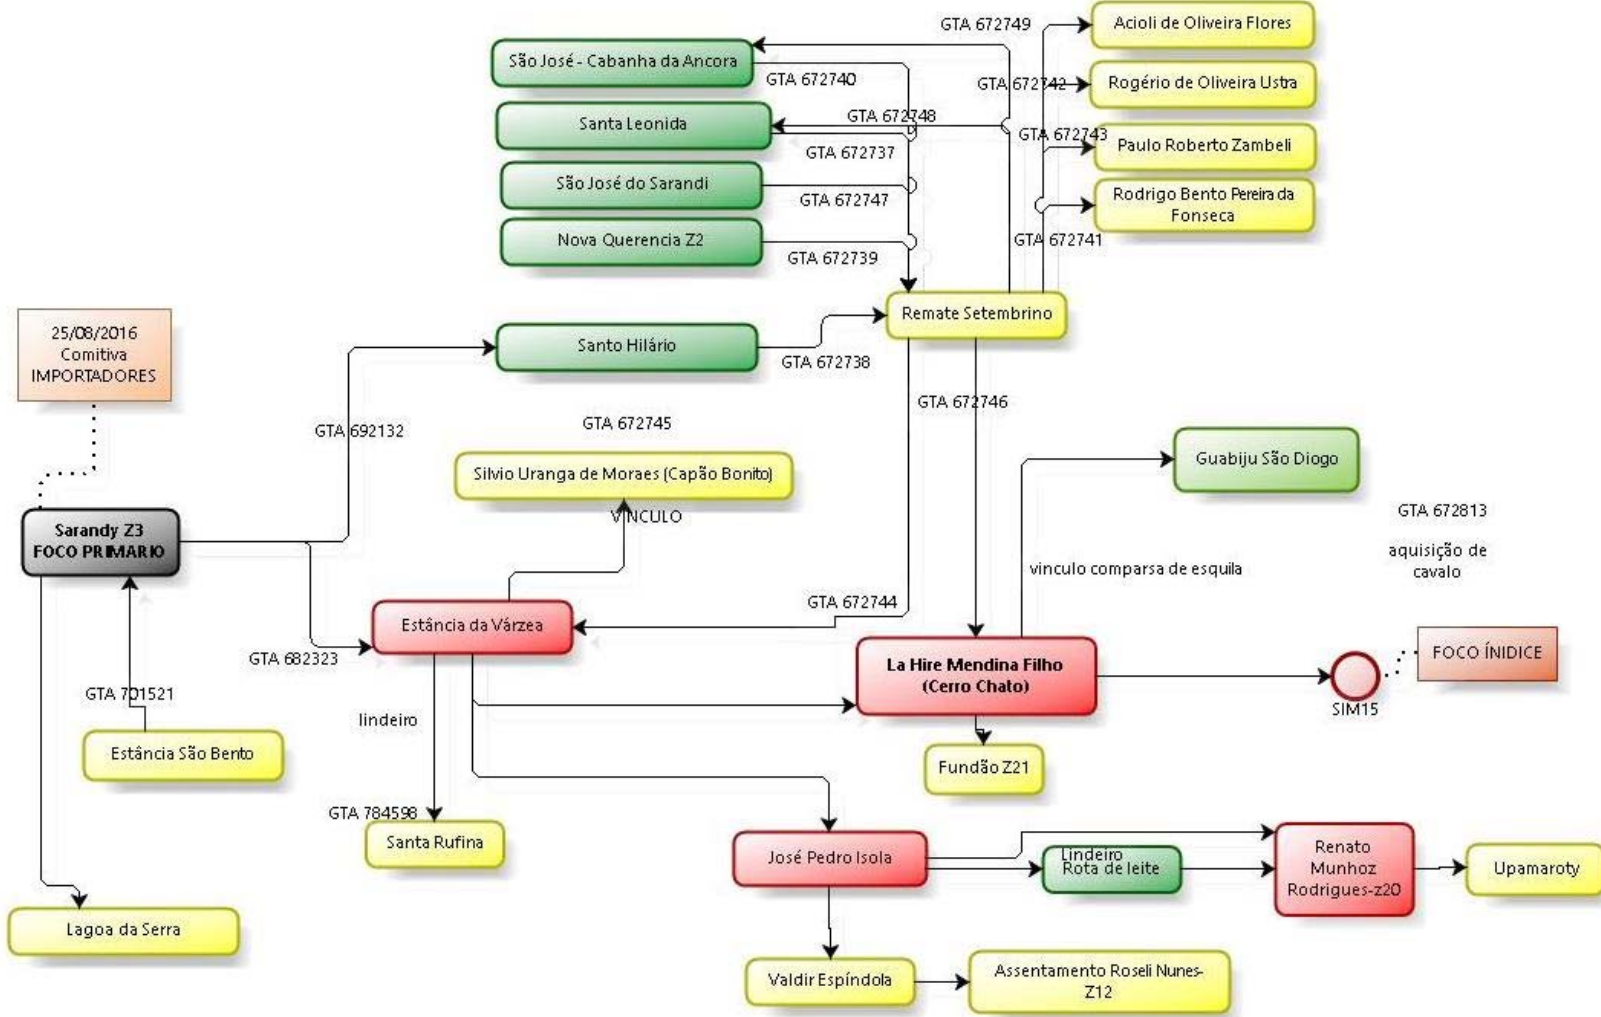 GTA 672749
Acioli de Oliveira Flores
São José - Cabanha da Ancora
GTA 672740
GTA 672742
Rogério de Oliveira Ustra
Santa Leonida
GTA 672748
GTA 672743
Paulo Roberto Zambeli
GTA 672737
São José do Sarandi
GTA 672747
Rodrigo Bento Pereira da
Fonseca
Nova Querencia Z2
GTA 672739
GTA 672741
Remate Setembrino
25/08/2016
Comitiva
IMPORTADORES
Santo Hilário
GTA 672738
GTA 672746
GTA 692132
GTA 672745
Silvio Uranga de Moraes (Capão Bonito)
VÍNCULO
Guabiju São Diogo
GTA 672813
aquisição de
cavalo
Sarandy Z3
FOCO PRIMARIO
vinculo comparsa de esquila
GTA 672744
Estância da Várzea
GTA 682323
La Hire Mendina Filho
(Cerro Chato)
FOCO ÍNIDICE
SIM15
GTA 701521
lindeiro
Estância São Bento
Fundão Z21
GTA 784598
Santa Rufina
José Pedro Isola
Lindeiro
Rota de leite
Renato
Munhoz
Rodrigues-z20
Upamaroty
Lagoa da Serra
Valdir Espíndola
Assentamento Roseli Nunes-
Z12